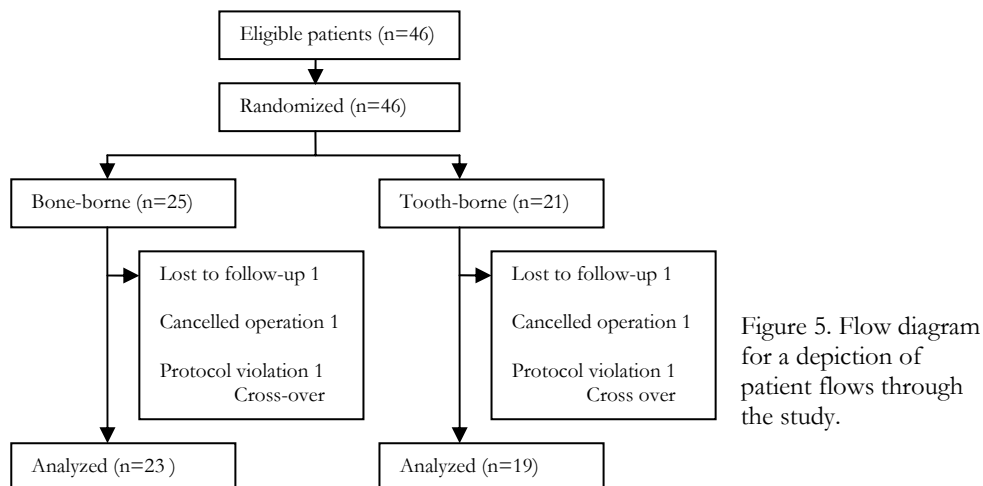 Eligible patients (n=46)
Randomized (n=46)
Bone-borne (n=25)
Tooth-borne (n=21)
Lost to follow-up 1
Cancelled operation 1
Protocol violation 1
Cross-over
Lost to follow-up 1
Cancelled operation 1
Protocol violation 1
Cross over
Analyzed (n=23 )
Analyzed (n=19)
Figure 5. Flow diagram
for a depiction of
patient flows through
the study.